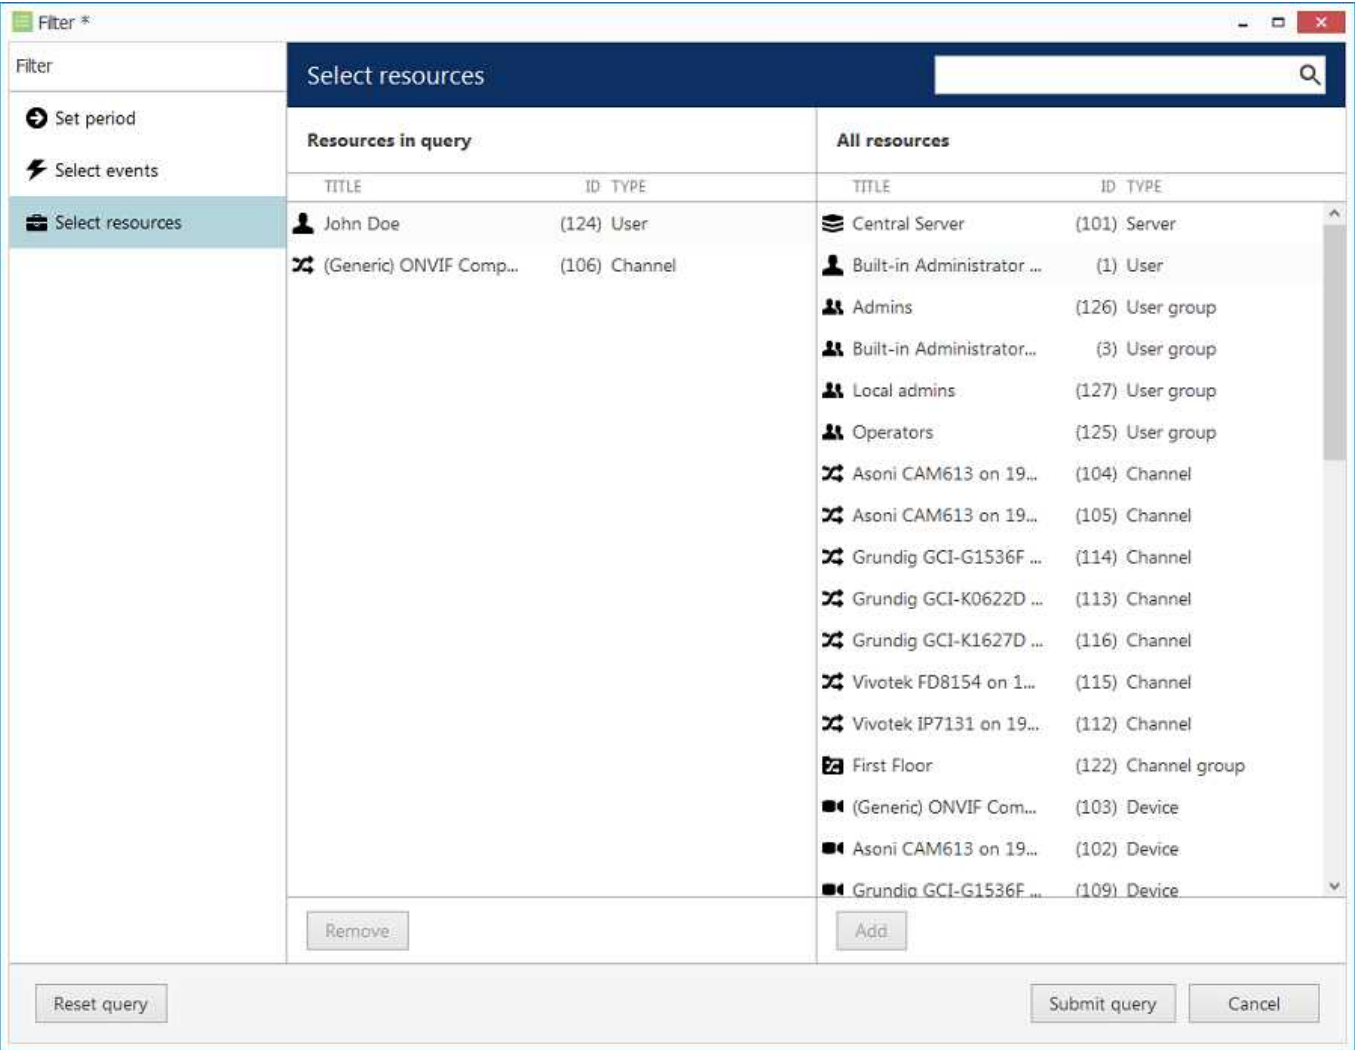 Filter *
Filter
Set period
Select events
Select resources
Select resources
Resources in query
TITLE ID TYPE
John Doe (124) User
(Generic) ONVIF Comp... (106) Channel
Remove
All resources
TITLE ID TYPE
Central Server (101) Server
Built-in Administrator ... (1) User
Admins (126) User group
Built-in Administrator... (3) User group
Local admins (127) User group
Operators (125) User group
Asoni CAM613 on 19... (104) Channel
Asoni CAM613 on 19... (105) Channel
Grundig GCI-G1536F ... (114) Channel
Grundig GCI-K0622D ... (113) Channel
Grundig GCI-K1627D ... (116) Channel
Vivotek FD8154 on 1... (115) Channel
Vivotek IP7131 on 19... (112) Channel
First Floor (122) Channel group
(Generic) ONVIF Com... (103) Device
Asoni CAM613 on 19... (102) Device
Grundig GCI-G1536F ... (109) Device
Add
Reset query
Submit query
Cancel